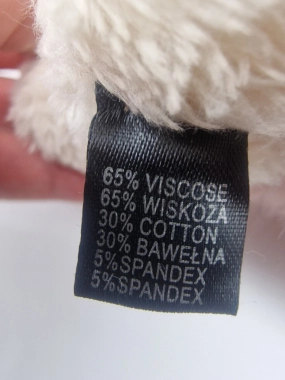 65% VISCOSE
65% WISKOZA
30% COTTON
30% BAWEŁNA
5%SPANDEX
5%SPANDEX